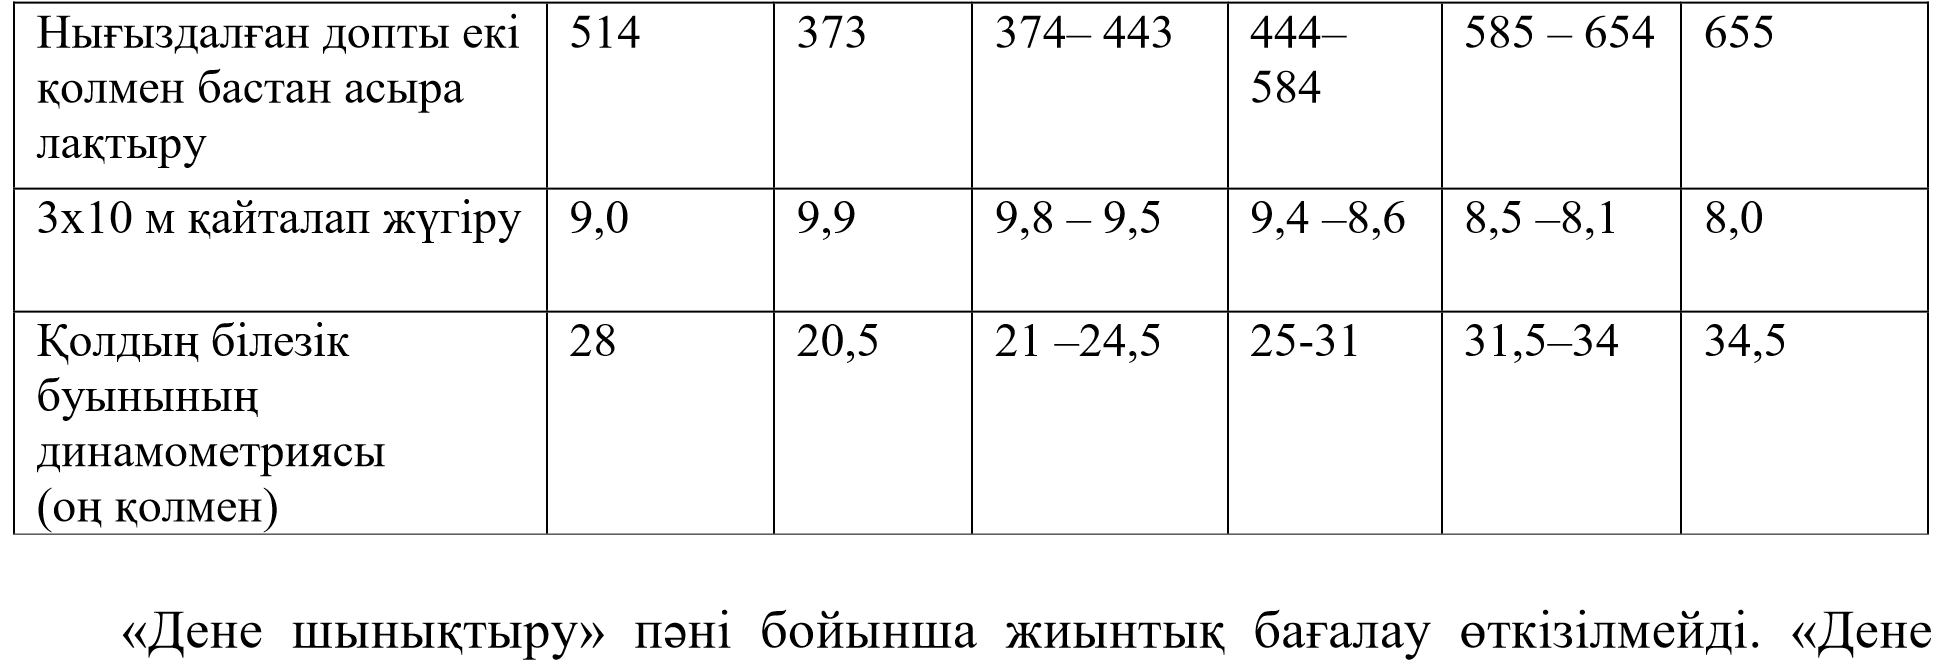 Нығыздалған допты екі 514 373 374– 443 444– 585 – 654 655
қолмен бастан асыра 584
лақтыру
3х10 м қайталап жүгіру 9,0 9,9 9,8 – 9,5 9,4 –8,6 8,5 –8,1 8,0
Қолдың білезік 28 20,5 21 –24,5 25-31 31,5–34 34,5
буынының
динамометриясы
(оң қолмен)
«Дене шынықтыру» пәні бойынша жиынтық бағалау өткізілмейді. «Дене